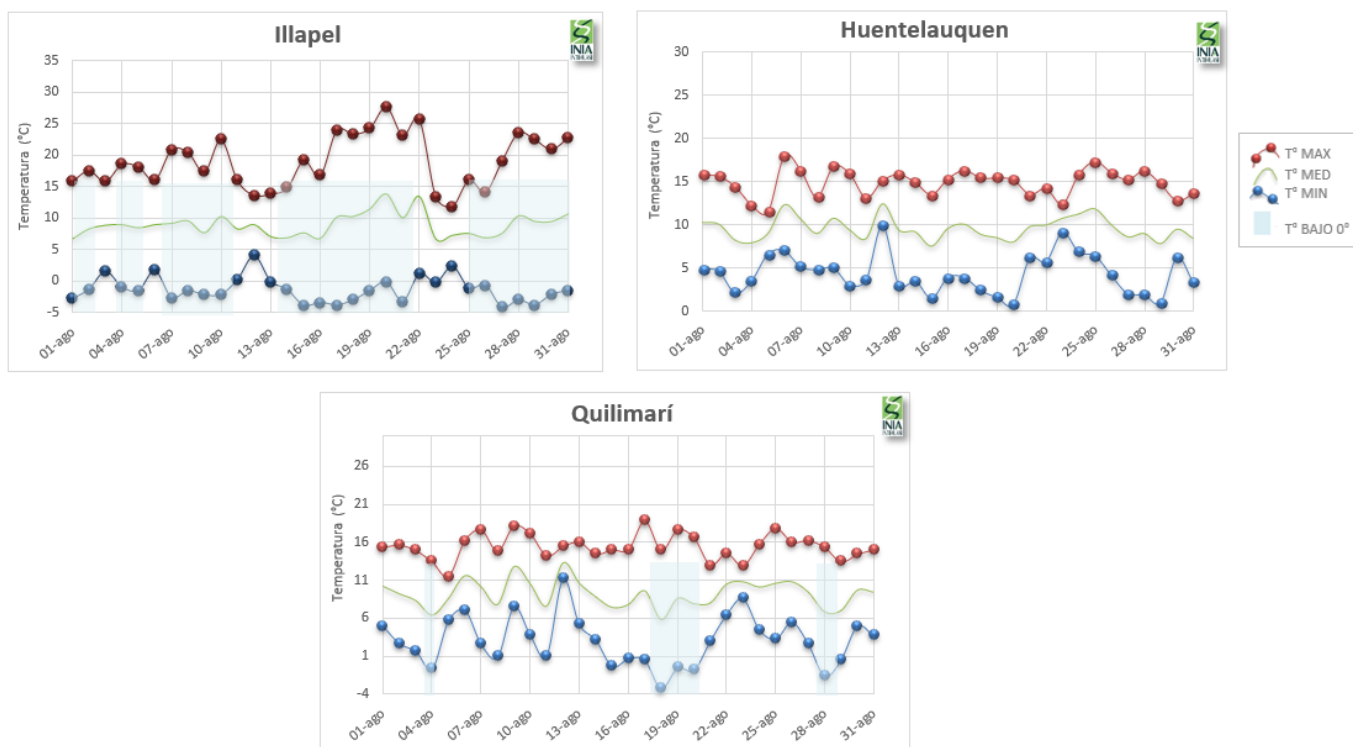 Illapel
INIA
Temperatura (°C)
35
30
25
20
15
10
5
0
-5
01-ago
04-ago
07-ago
10-ago
13-ago
16-ago
19-ago
22-ago
25-ago
28-ago
31-ago
Huentelauquen
INIA
Temperatura (°C)
30
25
20
15
10
5
0
01-ago
04-ago
07-ago
10-ago
13-ago
16-ago
19-ago
22-ago
25-ago
28-ago
31-ago
T° MAX
T° MED
T° MIN
T° BAJO 0°
Quilimarí
INIA
Temperatura (°C)
26
21
16
11
6
1
-4
01-ago
04-ago
07-ago
10-ago
13-ago
16-ago
19-ago
22-ago
25-ago
28-ago
31-ago